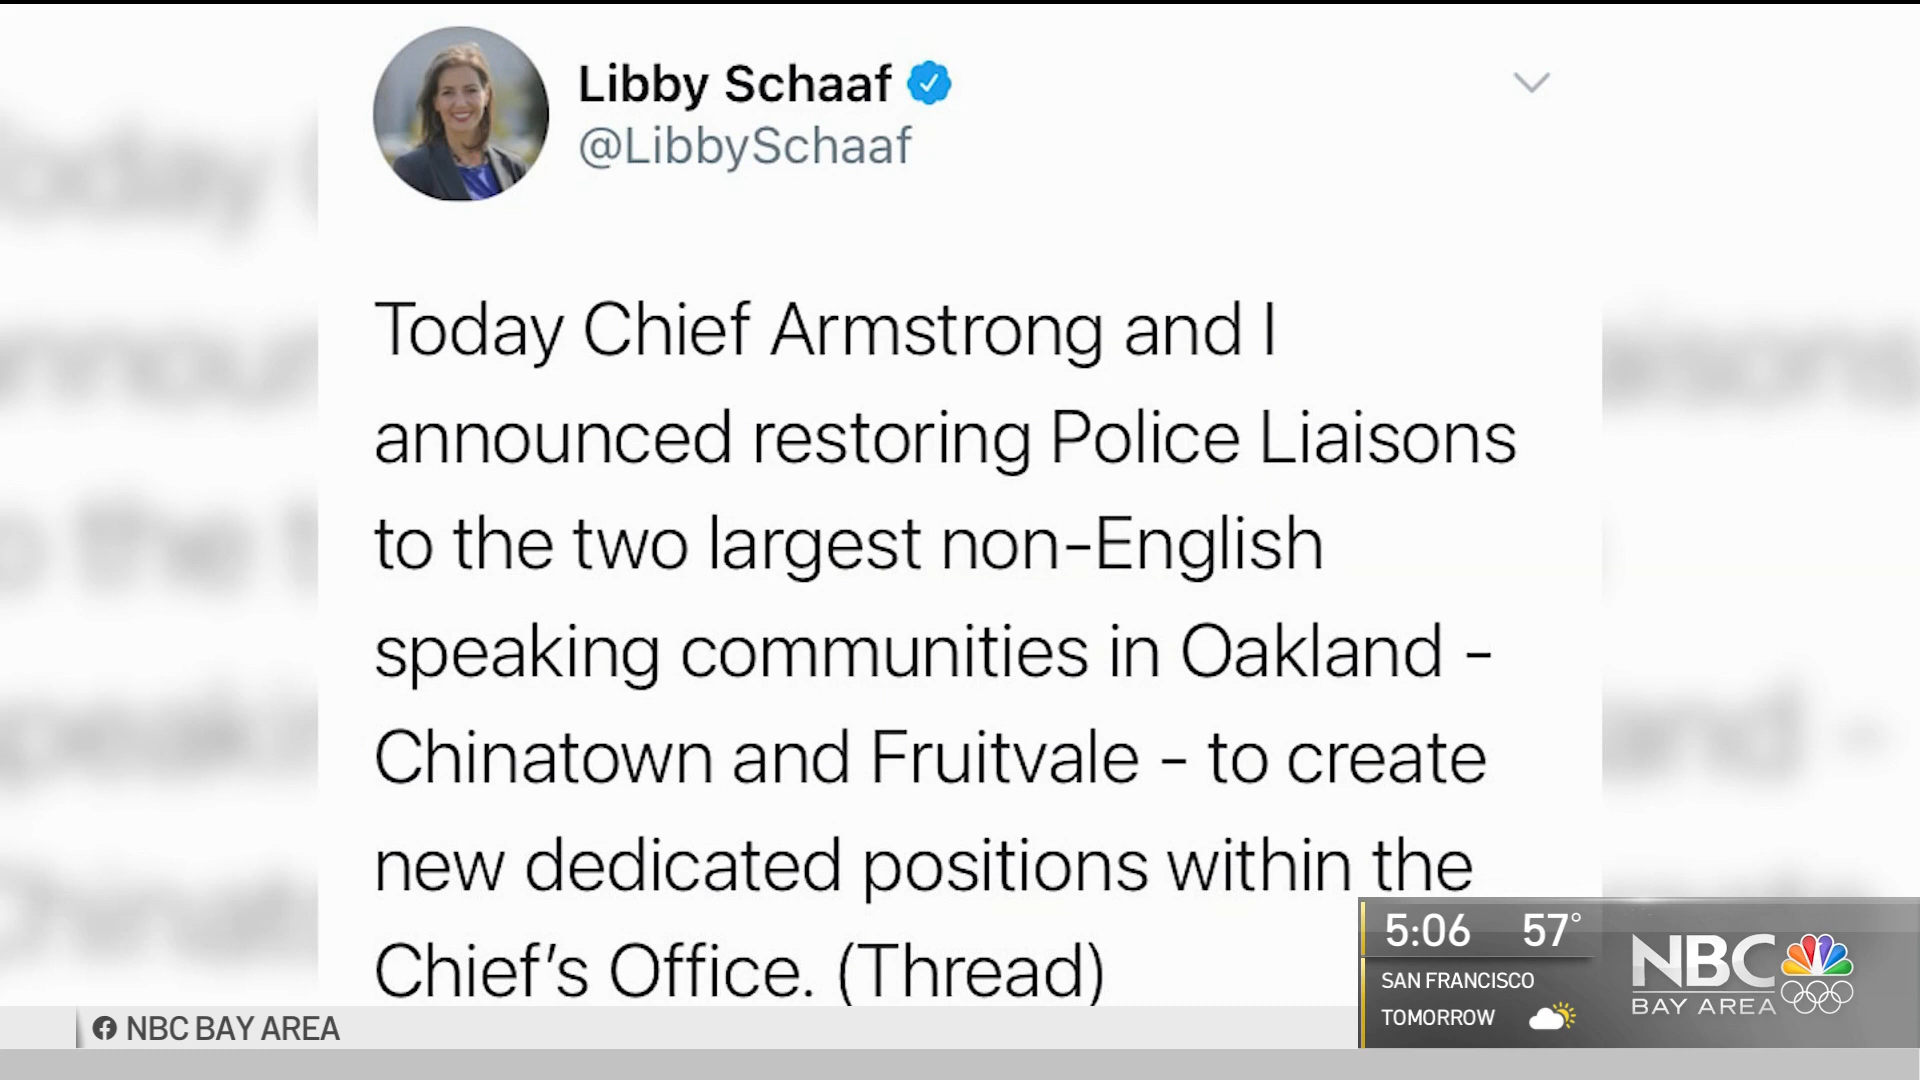 Libby Schaaf
@LibbySchaaf
Today Chief Armstrong and I
announced restoring Police Liaisons
to the two largest non-English
speaking communities in Oakland -
Chinatown and Fruitvale - to create
new dedicated positions within the
Chief's Office. (Thread)
5:06 57°
SAN FRANCISCO
TOMORROW
NBC
BAY AREA
NBC BAY AREA